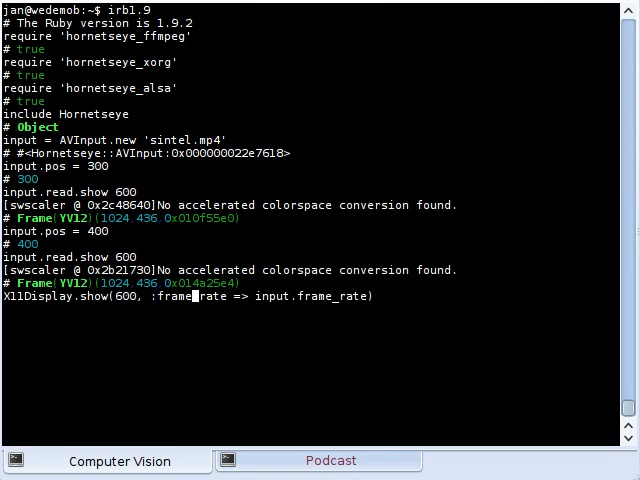 jan@wedemob:~$ irb1.9
# The Ruby version is 1.9.2
require 'hornetseye_ffmpeg'
# true
require 'hornetseye_xorg'
# true
require 'hornetseye_alsa'
# true
include Hornetseye
# Object
input = AVInput.new 'sintel.mp4'
# #<Hornetseye::AVInput:0x000000022e7618>
input.pos = 300
# 300
input.read.show 600
[swscaler @ 0x2c48640]No accelerated colorspace conversion found.
# Frame(YV12)(1024,436,0x010f55e0)
input.pos = 400
# 400
input.read.show 600
[swscaler @ 0x2b21730]No accelerated colorspace conversion found.
# Frame(YV12)(1024,436,0x014a25e4)
X11Display.show(600, :frame_rate => input.frame_rate)
Computer Vision
Podcast